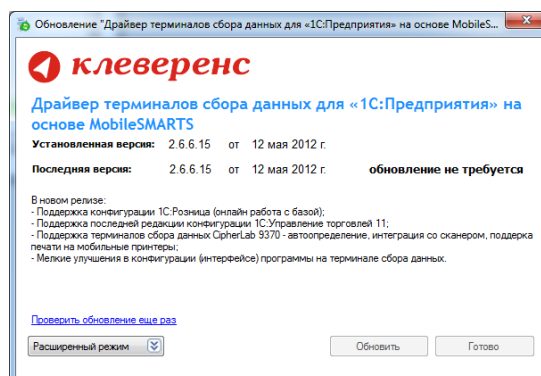 Обновление "Драйвер терминалов сбора данных для «1С:Предприятия» на основе MobileS...
клеверенс
Драйвер терминалов сбора данных для «1С:Предприятия» на
основе MobileSMARTS
Установленная версия: 2.6.6.15 от 12 мая 2012 г.
Последняя версия: 2.6.6.15 от 12 мая 2012 г. обновление не требуется
В новом релизе:
- Поддержка конфигурации 1С:Розница (онлайн работа с базой);
- Поддержка последней редакции конфигурации 1С:Управление торговлей 11;
- Поддержка терминалов сбора данных CipherLab 9370 - автоопределение, интеграция со сканером, поддерка
печати на мобильные принтеры;
- Мелкие улучшения в конфигурации (интерфейсе) программы на терминале сбора данных.
Проверить обновление еще раз
Расширенный режим Обновить Готово